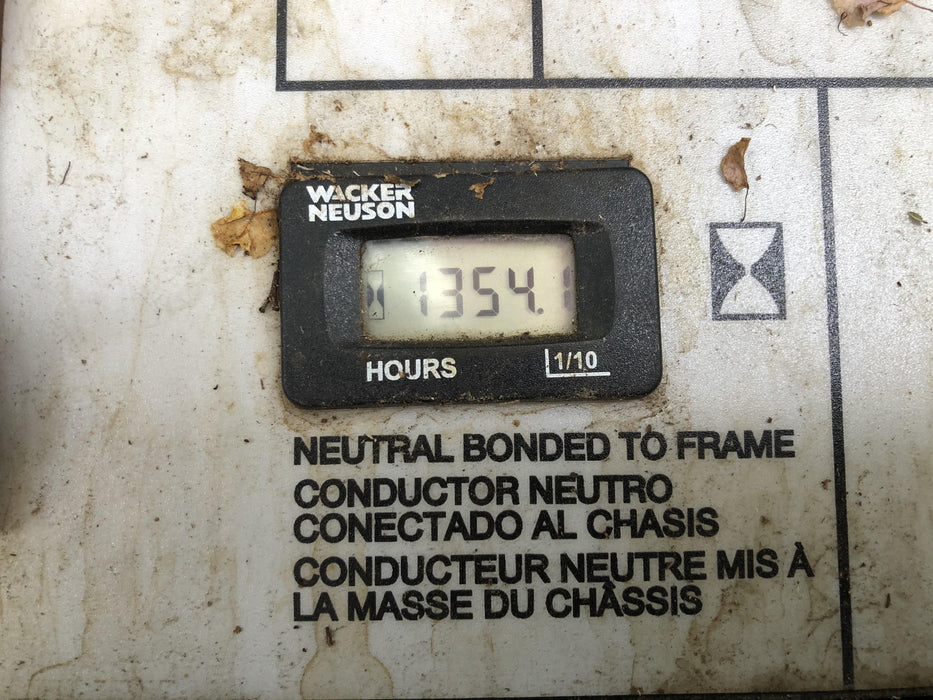 WACKER
NEUSON
1354.1
HOURS
1/10
NEUTRAL BONDED TO FRAME
CONDUCTOR NEUTRO
CONECTADO AL CHASIS
CONDUCTEUR NEUTRE MIS À
LA MASSE DU CHÂSSIS